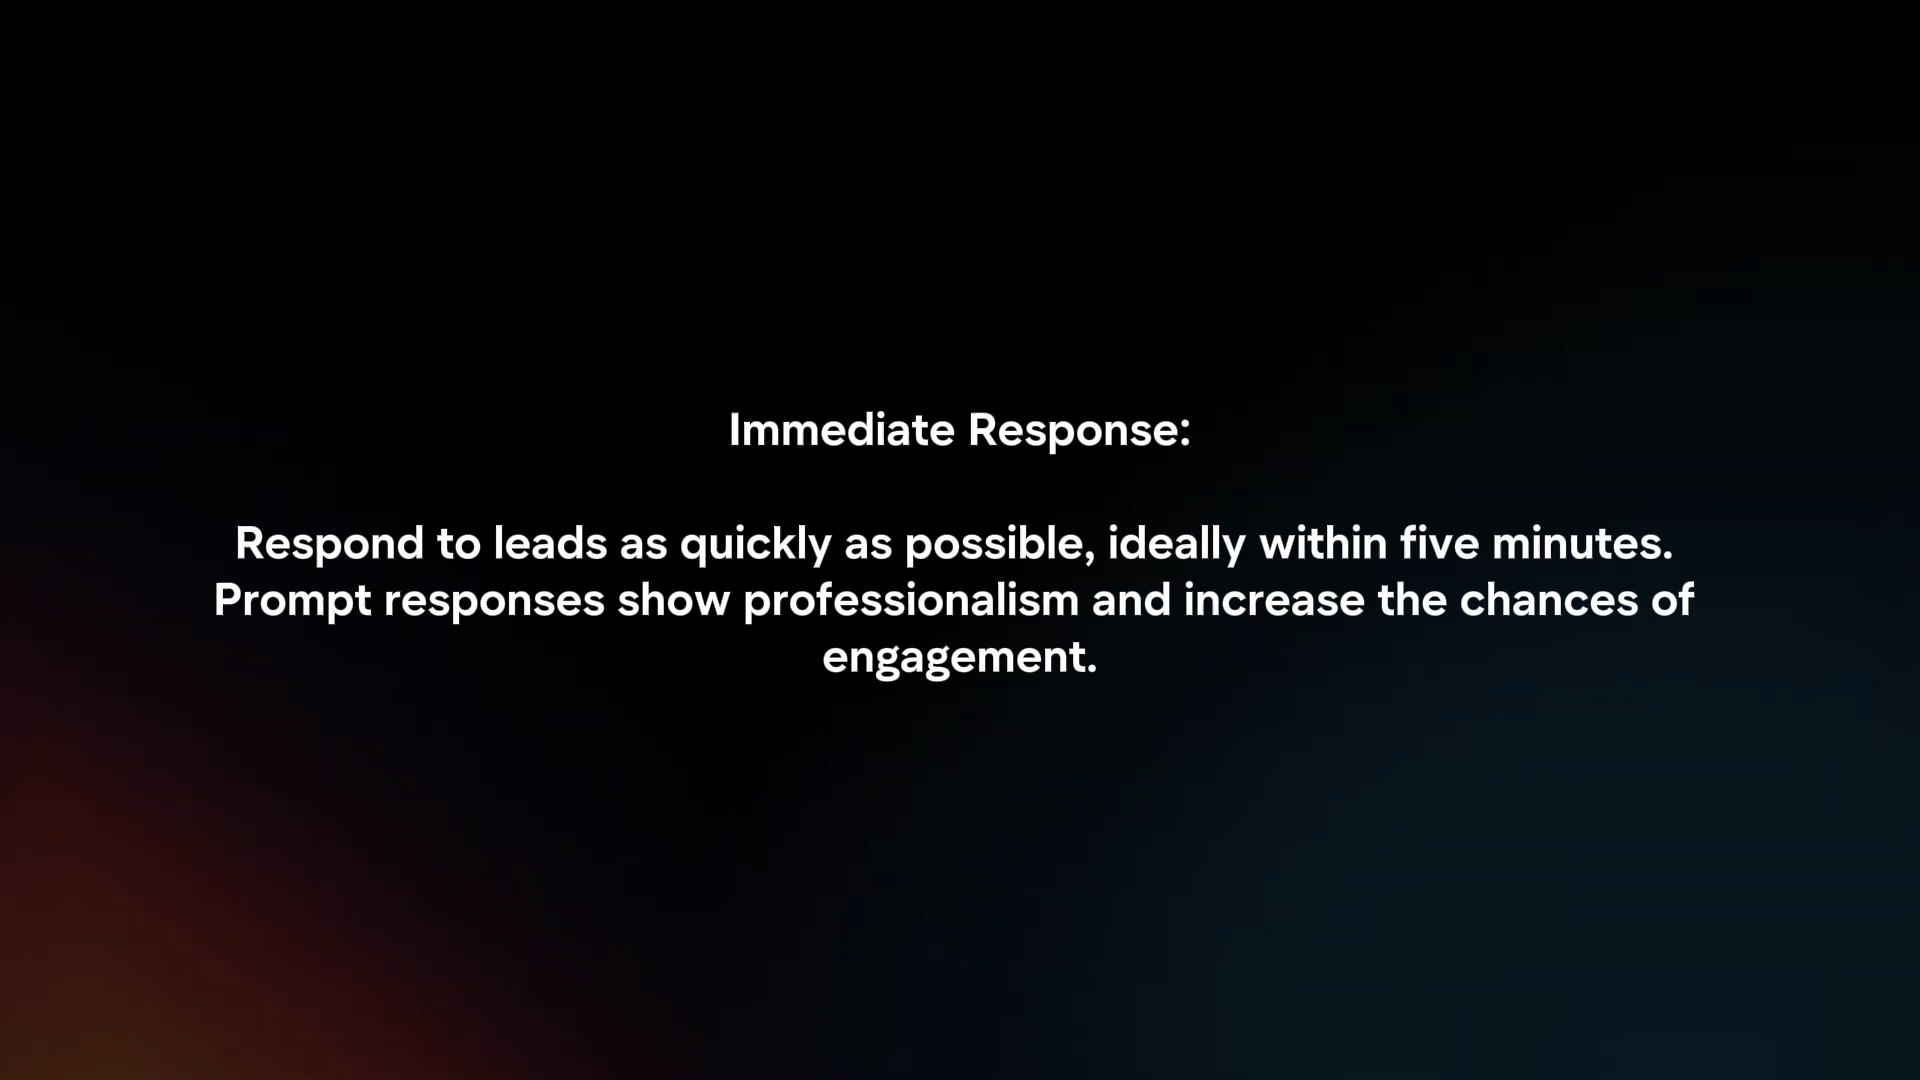 Immediate Response:
Respond to leads as quickly as possible, ideally within five minutes.
Prompt responses show professionalism and increase the chances of
engagement.